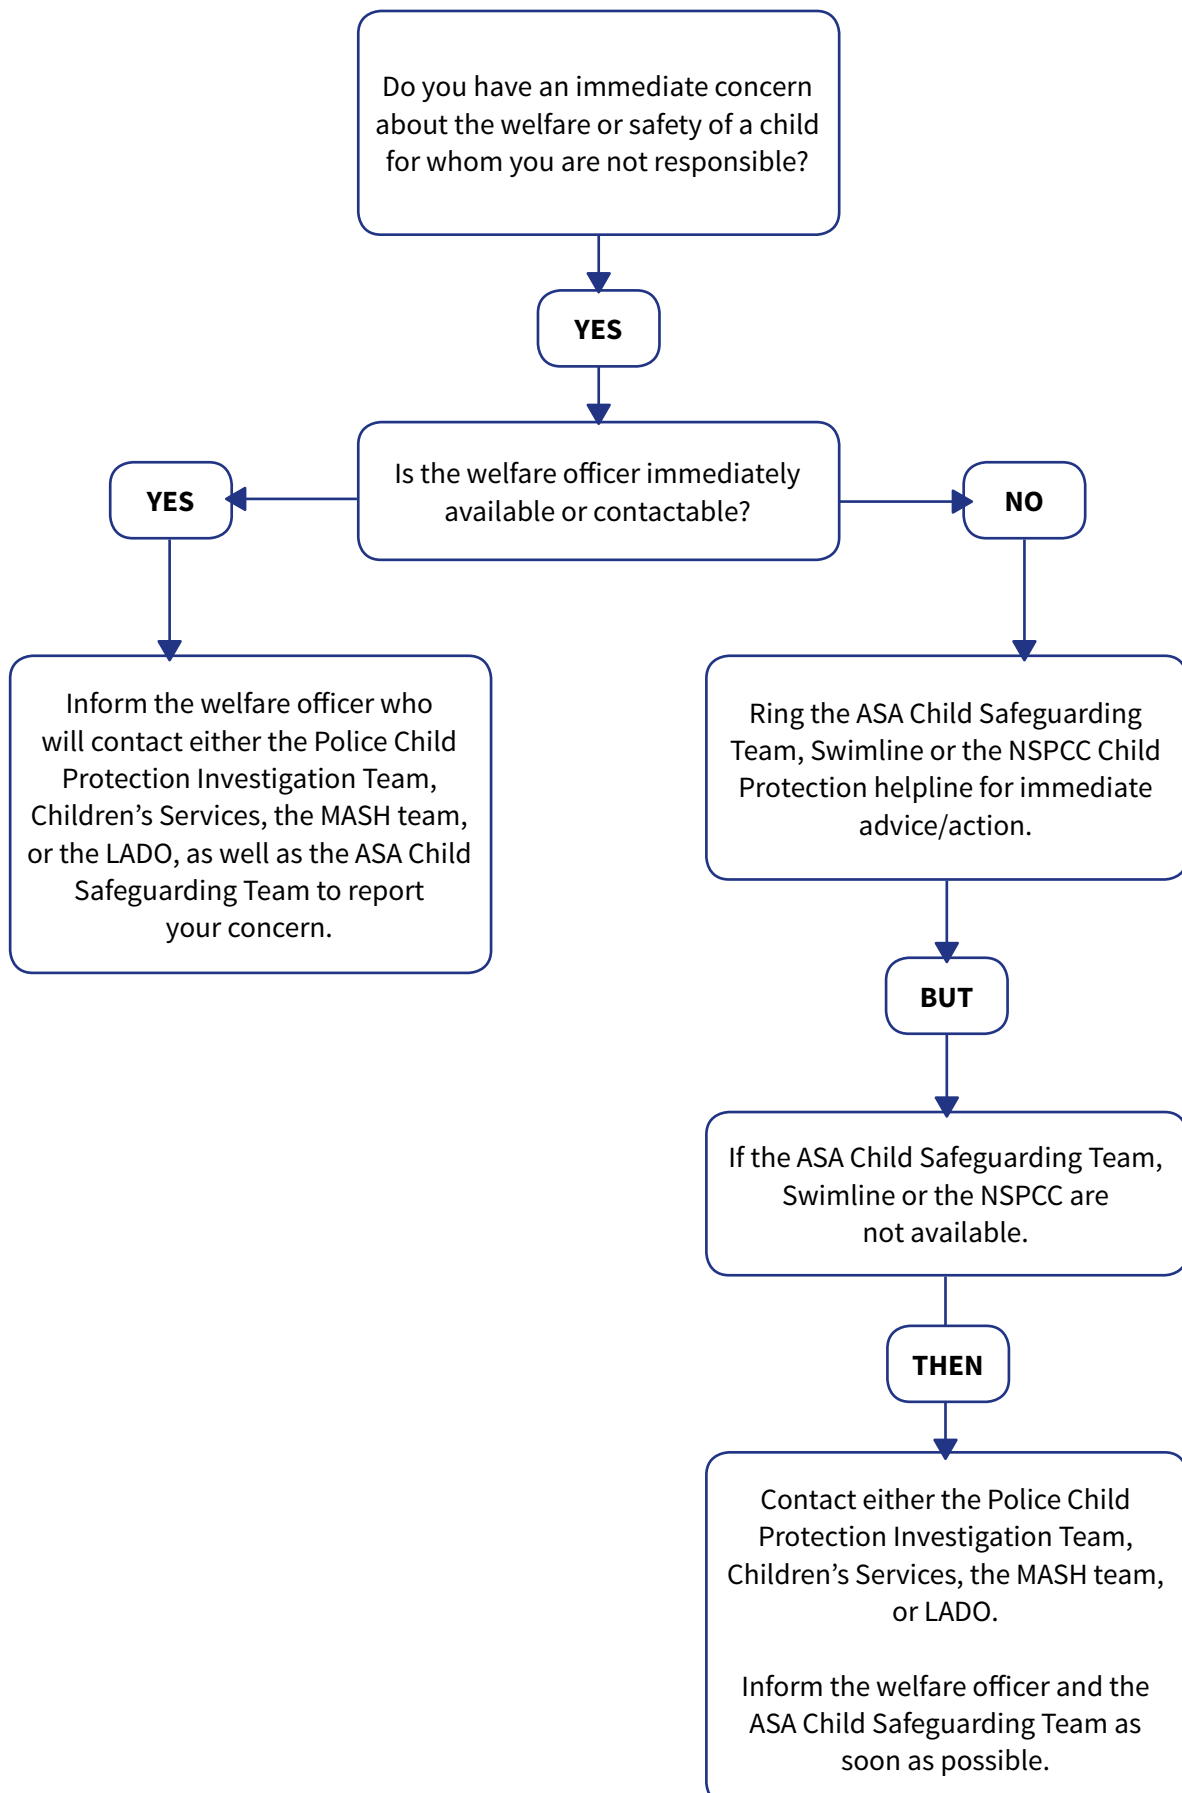 Do you have an immediate concern
about the welfare or safety of a child
for whom you are not responsible?
YES
Is the welfare officer immediately
available or contactable?
YES
NO
Inform the welfare officer who
will contact either the Police Child
Protection Investigation Team,
Children’s Services, the MASH team,
or the LADO, as well as the ASA Child
Safeguarding Team to report
your concern.
Ring the ASA Child Safeguarding
Team, Swimline or the NSPCC Child
Protection helpline for immediate
advice/action.
BUT
If the ASA Child Safeguarding Team,
Swimline or the NSPCC are
not available.
THEN
Contact either the Police Child
Protection Investigation Team,
Children’s Services, the MASH team,
or LADO.
Inform the welfare officer and the
ASA Child Safeguarding Team as
soon as possible.